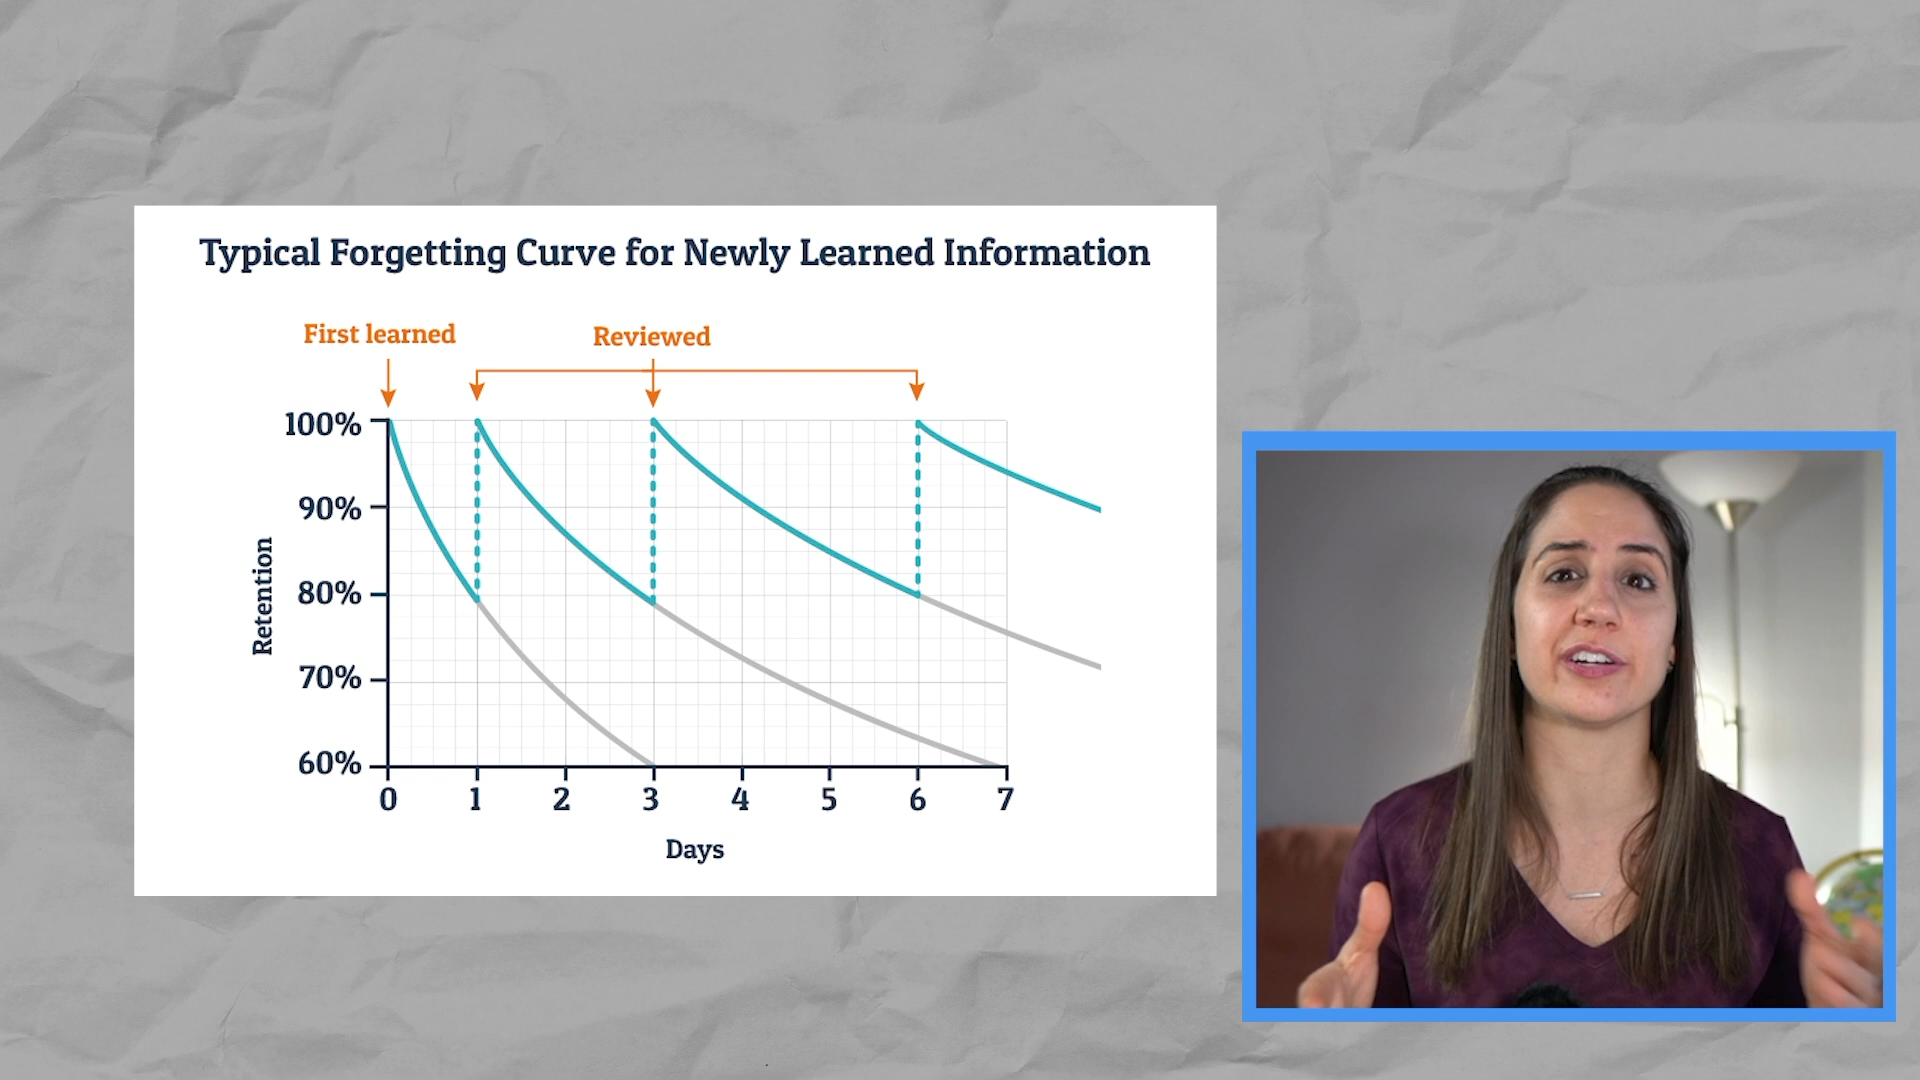 Typical Forgetting Curve for Newly Learned Information
First learned
Reviewed
100%
90%
80%
70%
60%
Retention
0 1 2 3 4 5 6 7
Days